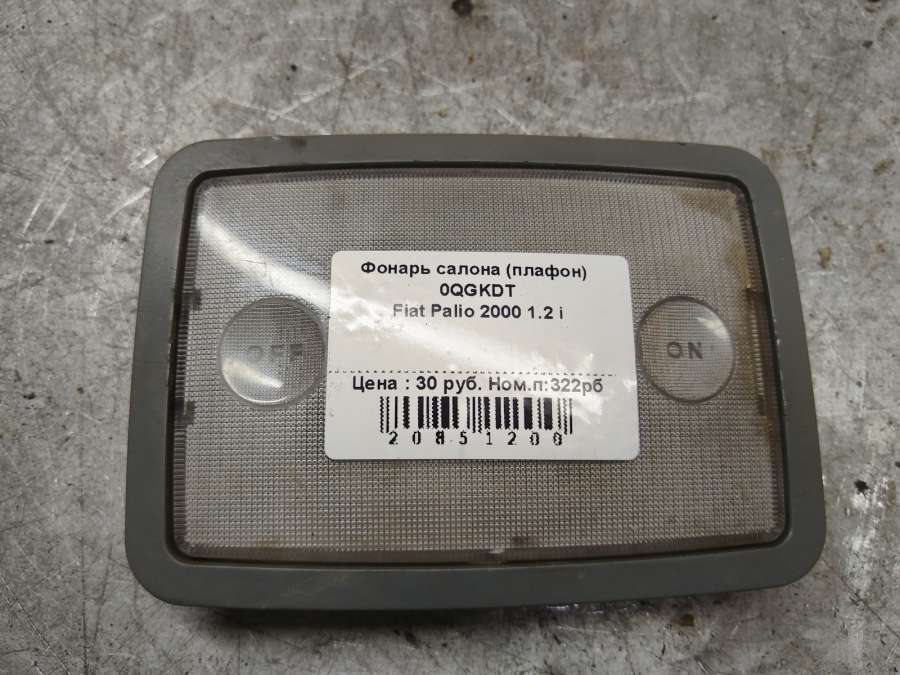 Фонарь салона (плафон)
0QGKDT
Fiat Palio 2000 1.2 i
OFF
ON
Цена : 30 руб. Ном.п:322рб
20851200